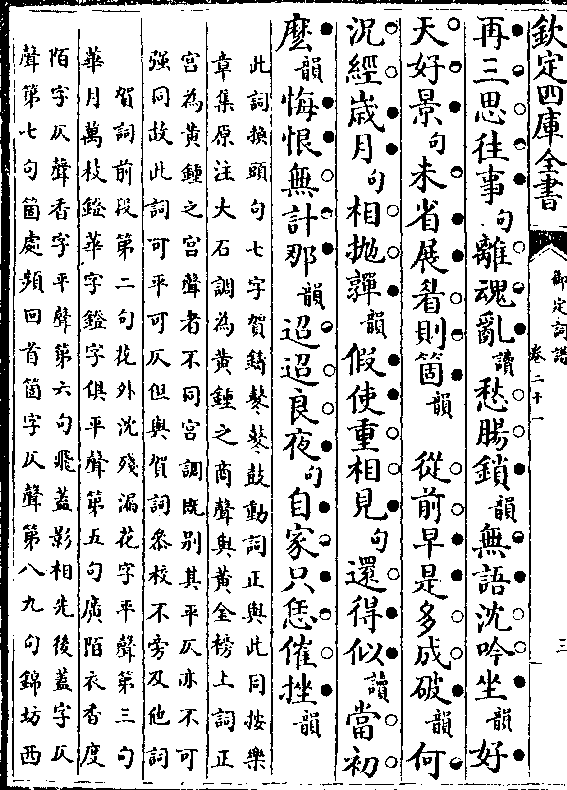 欽定四庫全書
御定詞譜
卷二十一
三
再三思往事句離魂亂讀愁腸鎖韻無語沈吟坐韻好
天好景句未省展眉則箇韻　從前早是多成破韻何
况經歲月句相拋嚲韻假使重相見句還得似讀當初
麽韻悔恨無計那韻迢迢良夜句自家只恁催挫韻
此詞換頭句七字賀鑄鼕鼕鼓動詞正與此同按樂
章集原注大石調為黃鍾之商聲與黃金榜上詞正
宮為黃鍾之宮聲者不同宮調既别其平仄亦不可
强同故此詞可平可仄但與賀詞叅校不旁及他詞
賀詞前段第二句花外沈殘漏花字平聲第三句
華月萬枝鐙華字鐙字俱平聲第五句廣陌衣香度
陌字仄聲香字平聲第六句飛蓋影相先後蓋字仄
聲第七句箇處頻回首箇字仄聲第八九句錦坊西